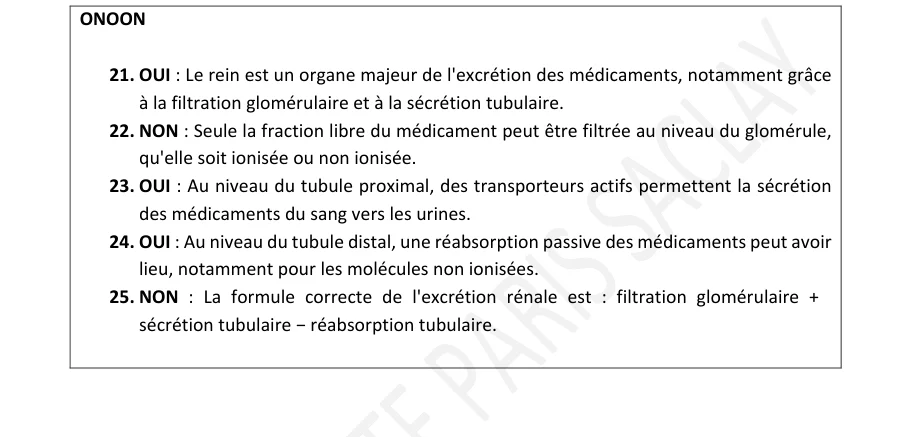 ONOON
21. OUI : Le rein est un organe majeur de l'excrétion des médicaments, notamment grâce
à la filtration glomérulaire et à la sécrétion tubulaire.
22. NON : Seule la fraction libre du médicament peut être filtrée au niveau du glomérule,
qu'elle soit ionisée ou non ionisée.
23. OUI : Au niveau du tubule proximal, des transporteurs actifs permettent la sécrétion
des médicaments du sang vers les urines.
24. OUI : Au niveau du tubule distal, une réabsorption passive des médicaments peut avoir
lieu, notamment pour les molécules non ionisées.
25. NON : La formule correcte de l'excrétion rénale est : filtration glomérulaire +
sécrétion tubulaire − réabsorption tubulaire.
TE PARIS SACLAY